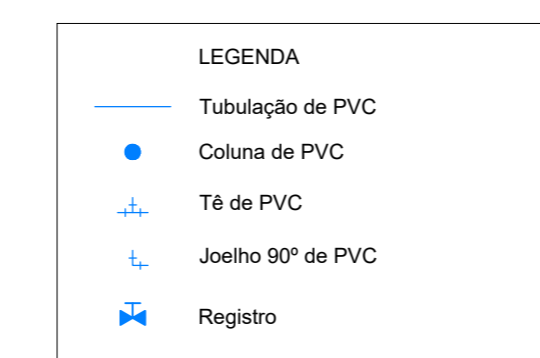 LEGENDA
Tubulação de PVC
Coluna de PVC
Tê de PVC
Joelho 90º de PVC
Registro